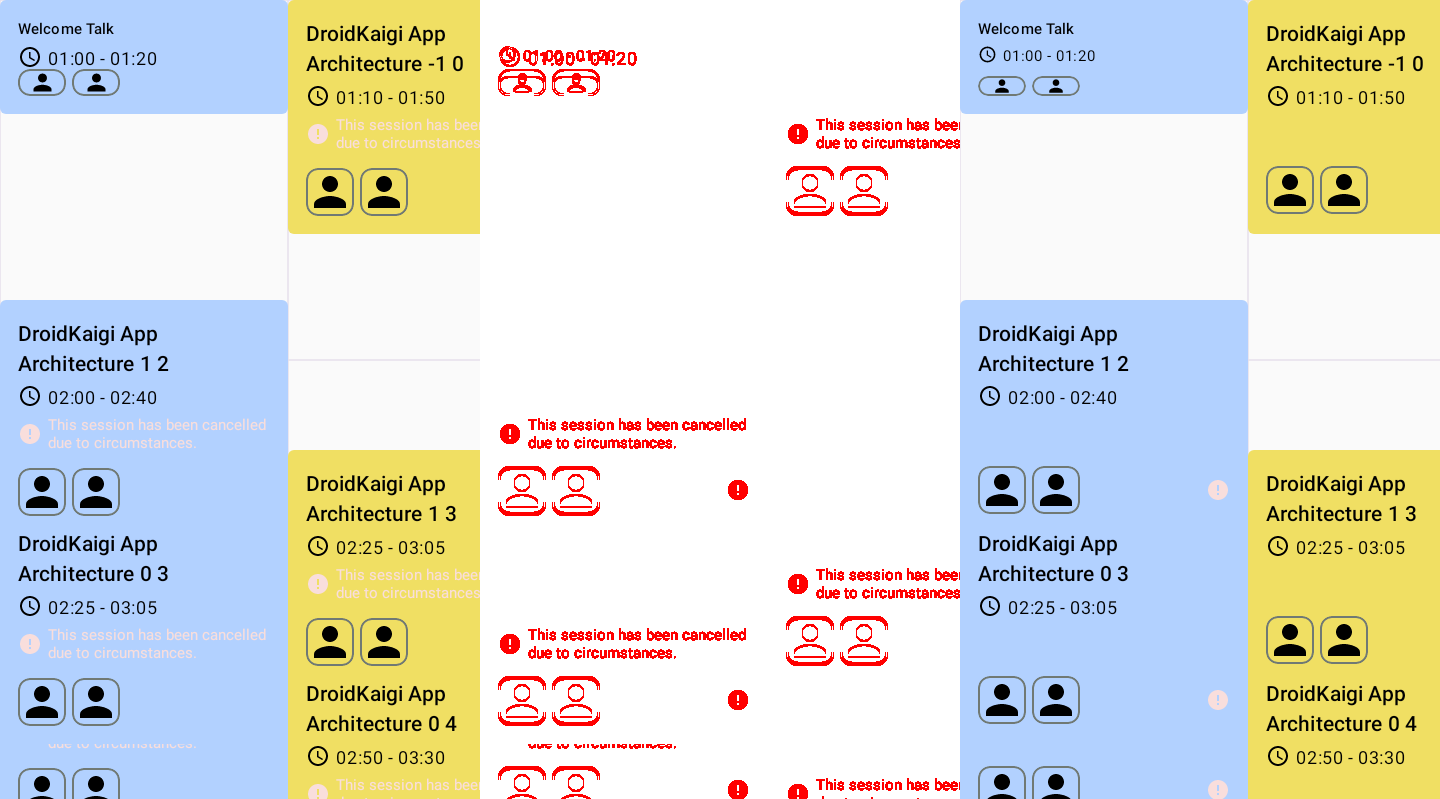 Welcome Talk
01:00 - 01:20
DroidKaigi App
Architecture 1 2
02:00 - 02:40
This session has been cancelled
due to circumstances.
DroidKaigi App
Architecture 0 3
02:25 - 03:05
This session has been cancelled
due to circumstances.
due to circumstances.
DroidKaigi App
Architecture -1 0
01:10 - 01:50
This session has been
due to circumstances
DroidKaigi App
Architecture 1 3
02:25 - 03:05
This session has been
due to circumstances
DroidKaigi App
Architecture 0 4
02:50 - 03:30
This session has been
01:00 - 01:20
This session has been cancelled
due to circumstances.
This session has been cancelled
due to circumstances.
due to circumstances.
This session has been
due to circumstances
This session has been
due to circumstances
This session has been
Welcome Talk
01:00 - 01:20
DroidKaigi App
Architecture 1 2
02:00 - 02:40
DroidKaigi App
Architecture 0 3
02:25 - 03:05
DroidKaigi App
Architecture -1 0
01:10 - 01:50
DroidKaigi App
Architecture 1 3
02:25 - 03:05
DroidKaigi App
Architecture 0 4
02:50 - 03:30